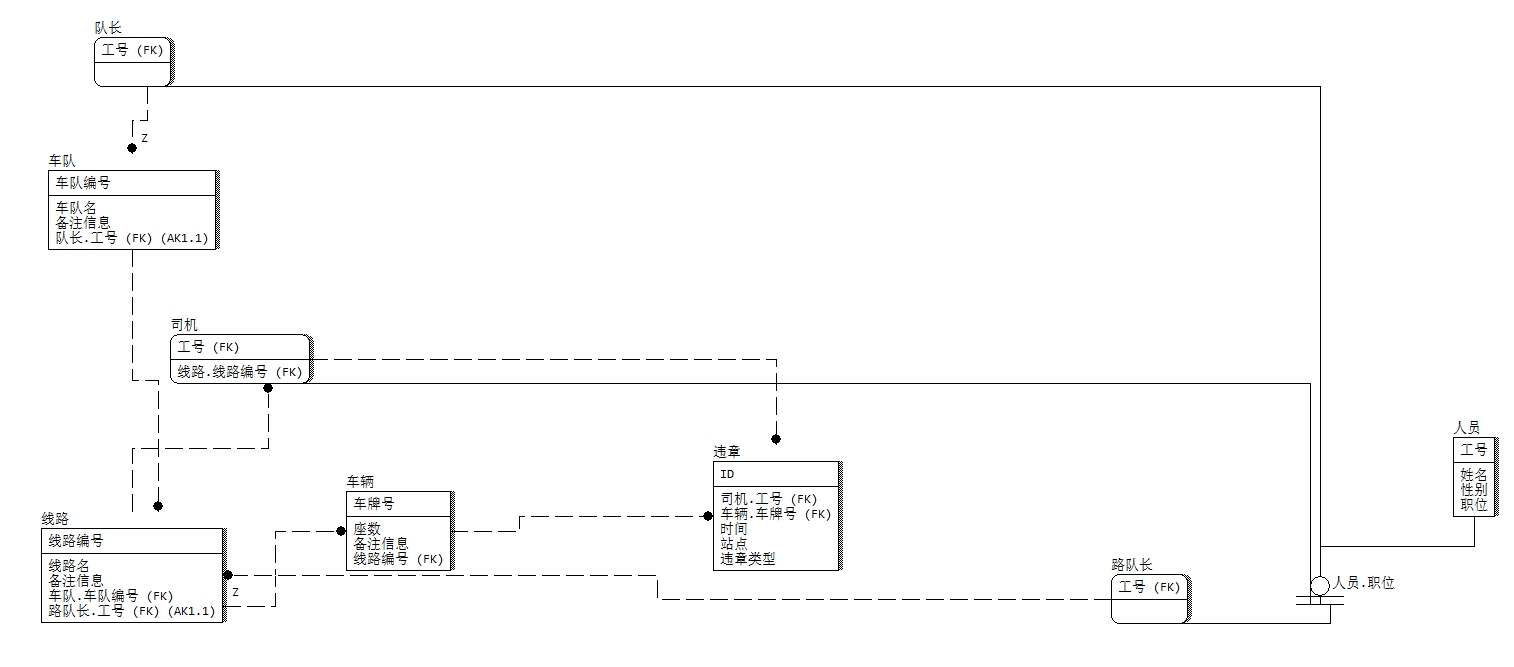 队长
工号 (FK)
Z
车队
车队编号
车队名
备注信息
队长.工号 (FK) (AK1.1)
司机
工号 (FK)
线路.线路编号 (FK)
线路
线路编号
线路名
备注信息
车队.车队编号 (FK)
路队长.工号 (FK) (AK1.1)
Z
车辆
车牌号
座数
备注信息
线路编号 (FK)
违章
ID
司机.工号 (FK)
车辆.车牌号 (FK)
时间
站点
违章类型
路队长
工号 (FK)
人员.职位
人员
工号
姓名
性别
职位